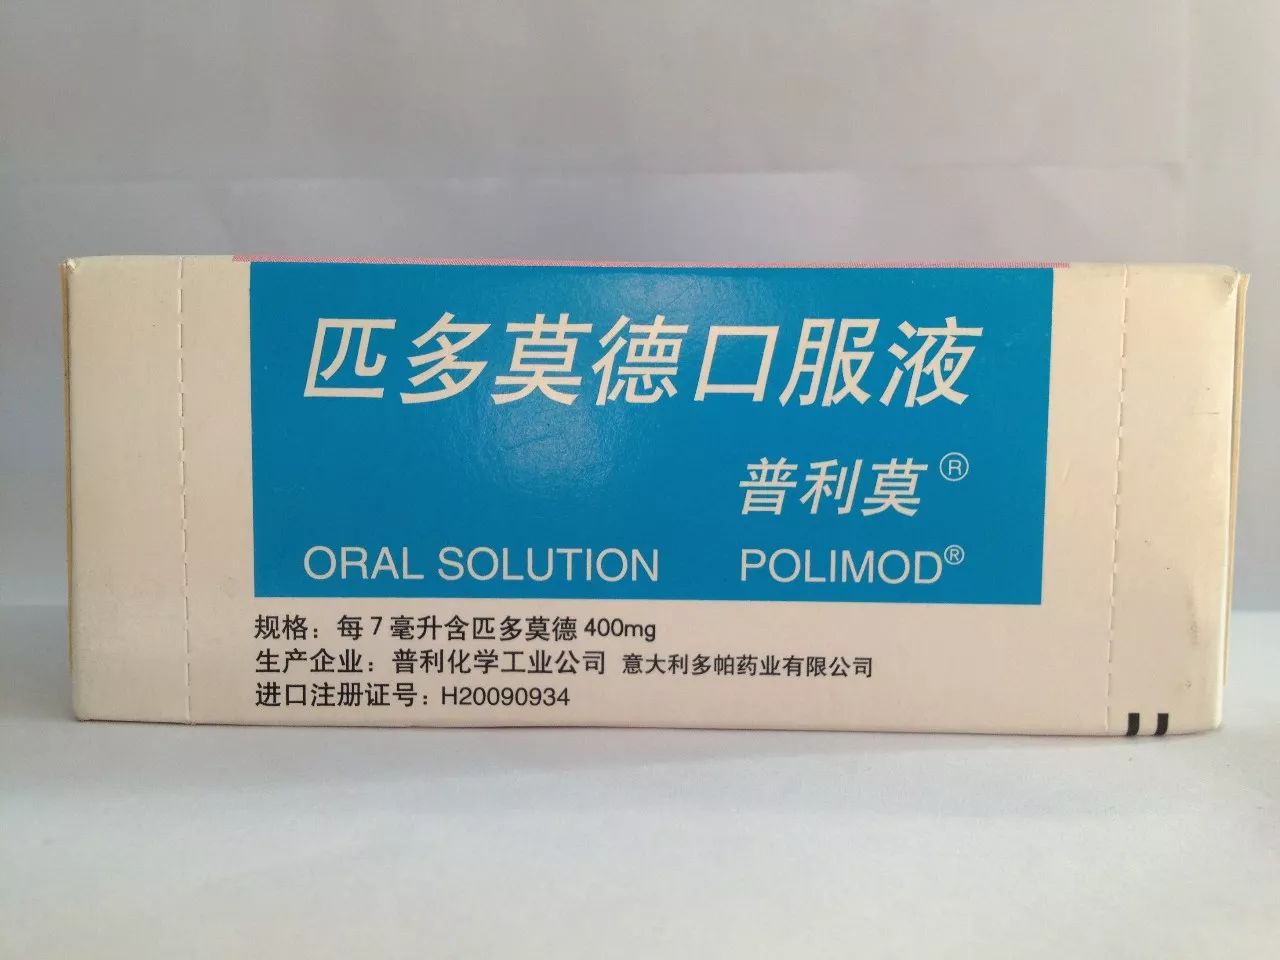 匹多莫德口服液
普利莫®
ORAL SOLUTION POLIMOD®
规格：每7毫升含匹多莫德400mg
生产企业：普利化学工业公司 意大利多帕药业有限公司
进口注册证号：H20090934